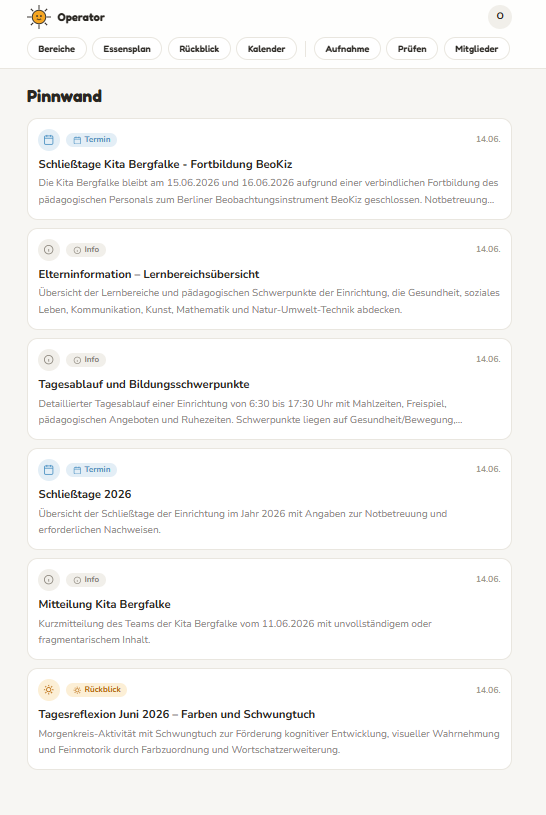 Operator
O
Bereiche
Essensplan
Rückblick
Kalender
Aufnahme
Prüfen
Mitglieder
Pinnwand
Termin
14.06.
Schließtage Kita Bergfalke - Fortbildung BeoKiz
Die Kita Bergfalke bleibt am 15.06.2026 und 16.06.2026 aufgrund einer verbindlichen Fortbildung des
pädagogischen Personals zum Berliner Beobachtungsinstrument BeoKiz geschlossen. Notbetreuung...
Info
14.06.
Elterninformation – Lernbereichsübersicht
Übersicht der Lernbereiche und pädagogischen Schwerpunkte der Einrichtung, die Gesundheit, soziales
Leben, Kommunikation, Kunst, Mathematik und Natur-Umwelt-Technik abdecken.
Info
14.06.
Tagesablauf und Bildungsschwerpunkte
Detaillierter Tagesablauf einer Einrichtung von 6:30 bis 17:30 Uhr mit Mahlzeiten, Freispiel,
pädagogischen Angeboten und Ruhezeiten. Schwerpunkte liegen auf Gesundheit/Bewegung,...
Termin
14.06.
Schließtage 2026
Übersicht der Schließtage der Einrichtung im Jahr 2026 mit Angaben zur Notbetreuung und
erforderlichen Nachweisen.
Info
14.06.
Mitteilung Kita Bergfalke
Kurzmitteilung des Teams der Kita Bergfalke vom 11.06.2026 mit unvollständigem oder
fragmentarischem Inhalt.
Rückblick
14.06.
Tagesreflexion Juni 2026 – Farben und Schwungtuch
Morgenkreis-Aktivität mit Schwungtuch zur Förderung kognitiver Entwicklung, visueller Wahrnehmung
und Feinmotorik durch Farbzuordnung und Wortschatzerweiterung.